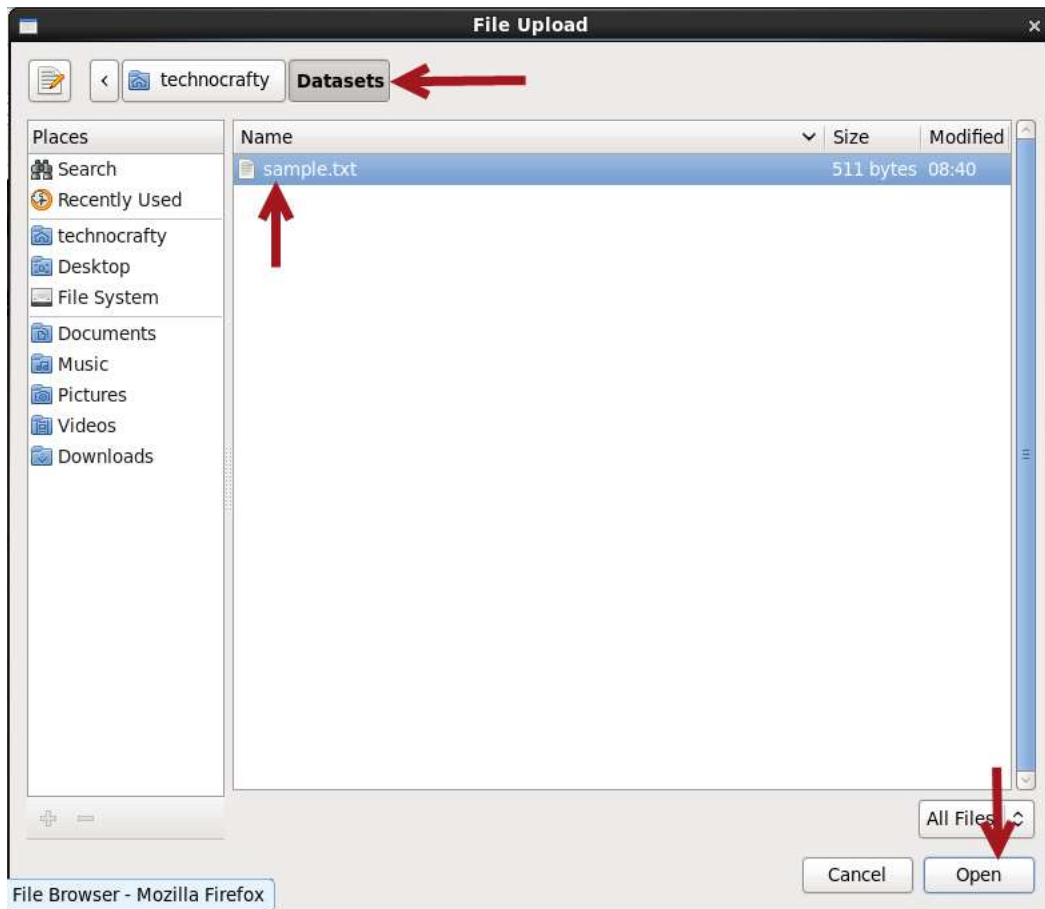 File Upload
technocrafty Datasets
Places
Search
Recently Used
technocrafty
Desktop
File System
Documents
Music
Pictures
Videos
Downloads
Name Size Modified
sample.txt 511 bytes 08:40
All Files
Cancel Open
File Browser - Mozilla Firefox